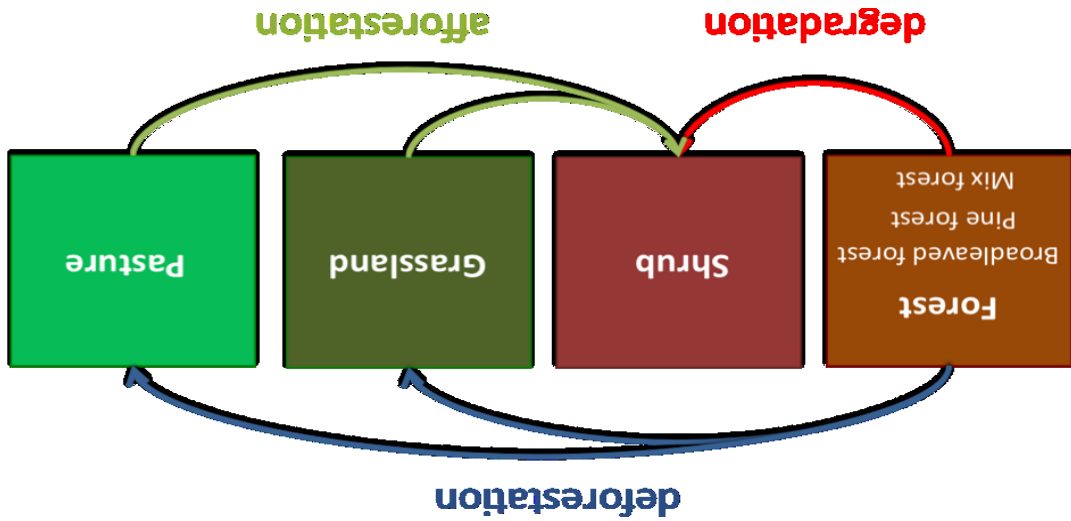 deforestation
Forest
Broadleaved forest
Pine forest
Mix forest
Shrub
Grassland
Pasture
degradation
afforestation